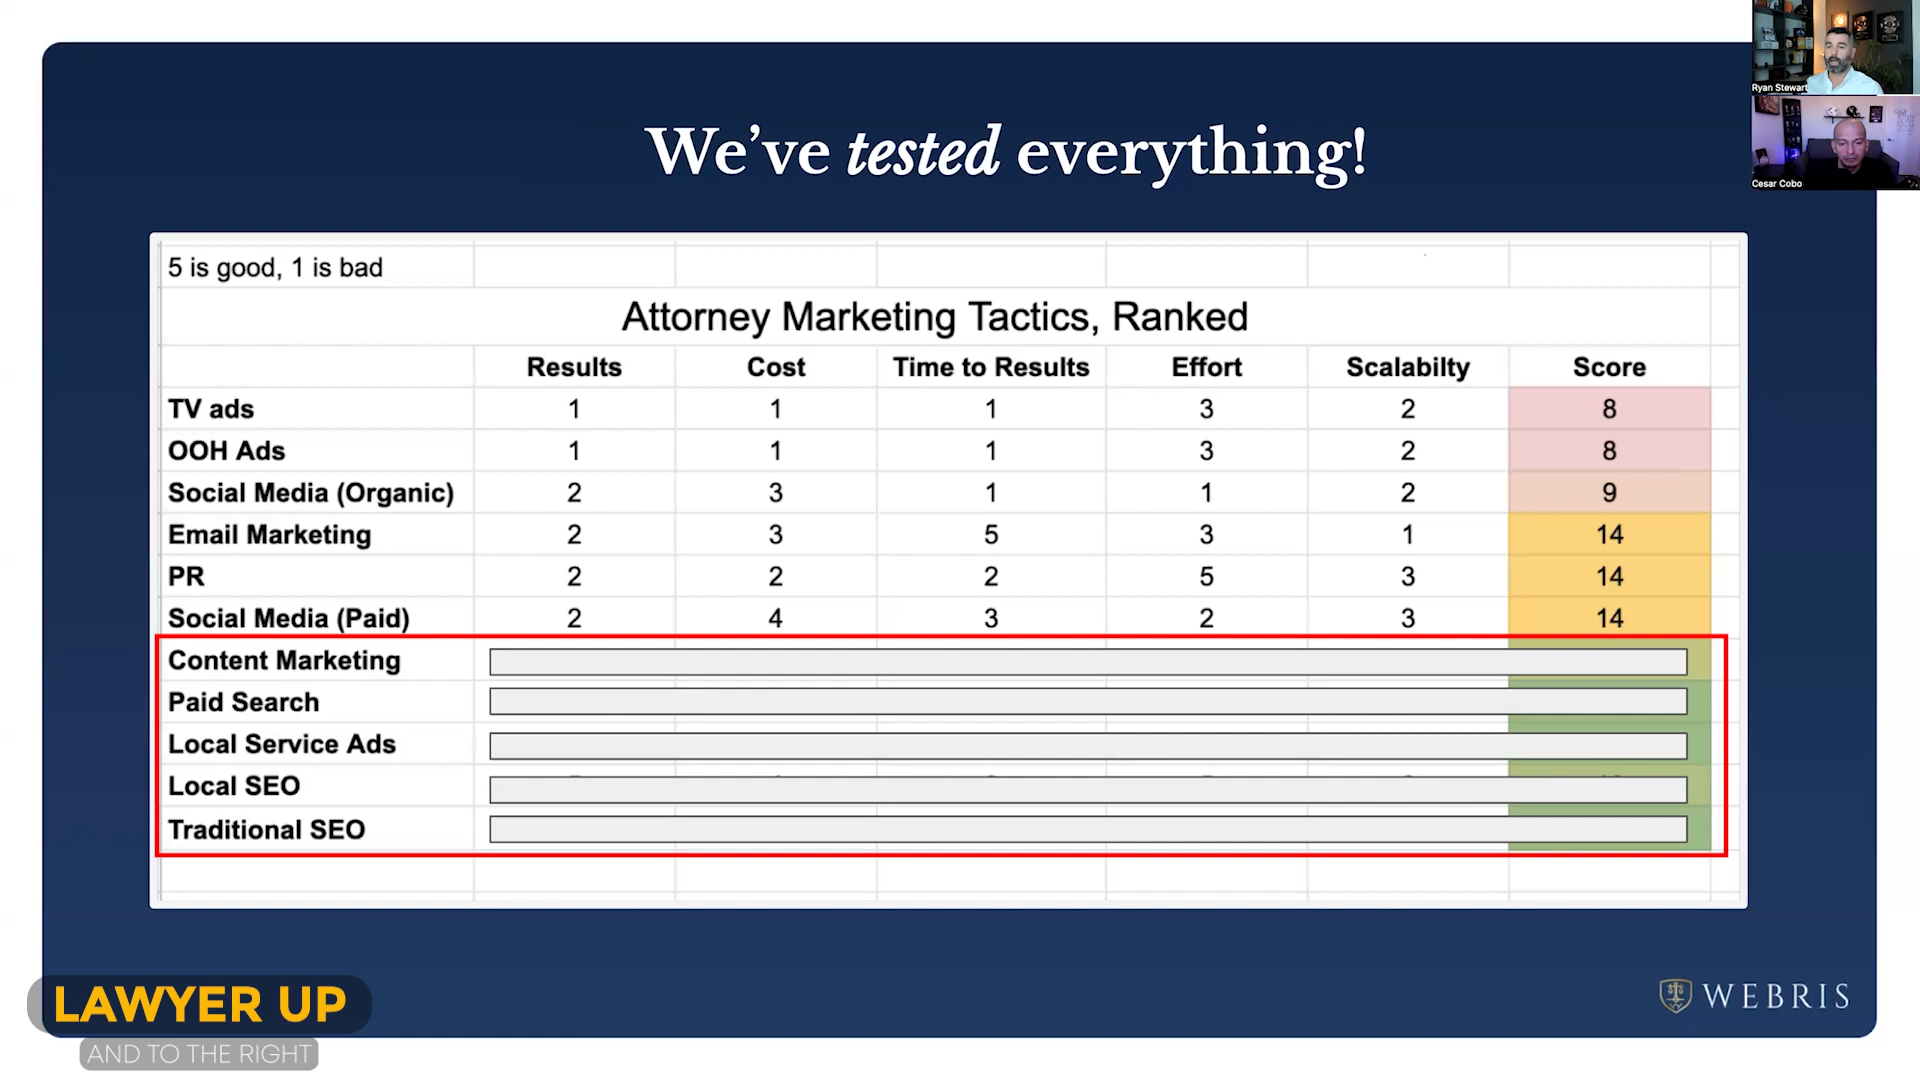 We've tested everything!
Ryan Stewart
Cesar Cobo
5 is good, 1 is bad
Attorney Marketing Tactics, Ranked
Results Cost Time to Results Effort Scalabilty Score
TV ads 1 1 1 3 2 8
OOH Ads 1 1 1 3 2 8
Social Media (Organic) 2 3 1 1 2 9
Email Marketing 2 3 5 3 1 14
PR 2 2 2 5 3 14
Social Media (Paid) 2 4 3 2 3 14
Content Marketing
Paid Search
Local Service Ads
Local SEO
Traditional SEO
LAWYER UP
AND TO THE RIGHT
WEBRIS